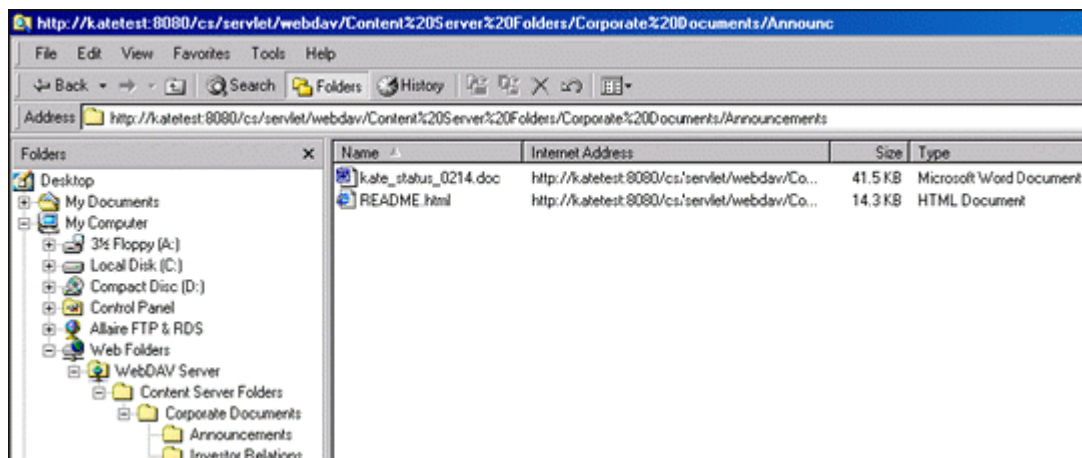 http://katetest:8080/cs/servlet/webdav/Content%20Server%20Folders/Corporate%20Documents/Announc
File Edit View Favorites Tools Help
Back Search Folders History
Address http://katetest:8080/cs/servlet/webdav/Content%20Server%20Folders/Corporate%20Documents/Announcements
Folders Name Internet Address Size Type
Desktop kate_status_0214.doc http://katetest:8080/cs/servlet/webdav/Co... 41.5 KB Microsoft Word Document
My Documents README.html http://katetest:8080/cs/servlet/webdav/Co... 14.3 KB HTML Document
My Computer
3½ Floppy (A:)
Local Disk (C:)
Compact Disc (D:)
Control Panel
Allaire FTP & RDS
Web Folders
WebDAV Server
Content Server Folders
Corporate Documents
Announcements
Investor Relations